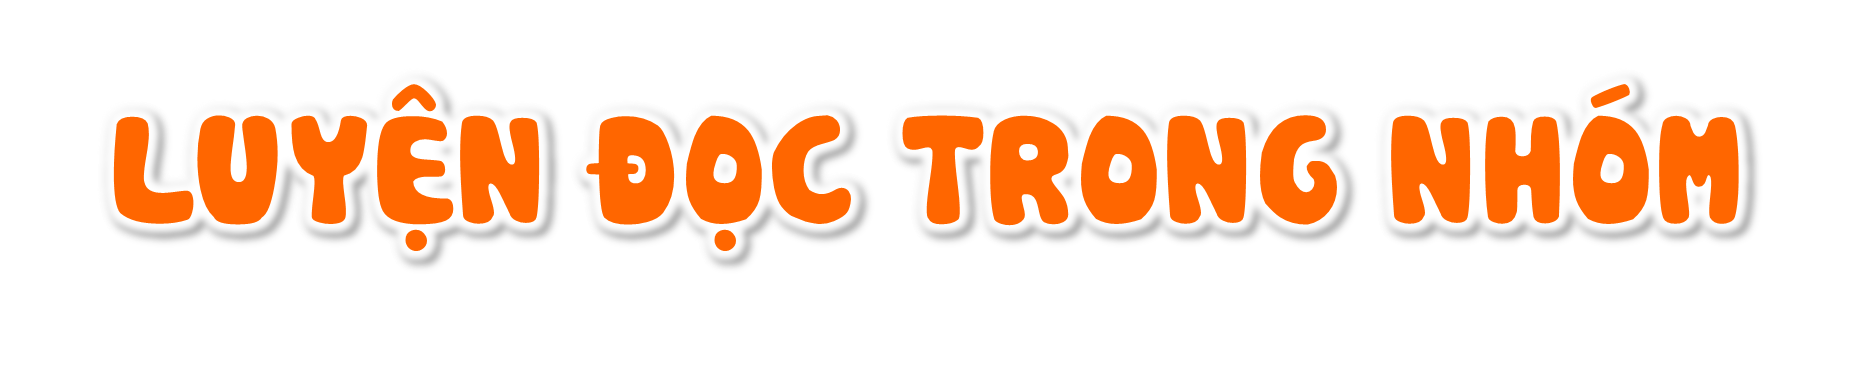 LUYỆN ĐỌC TRONG NHÓM